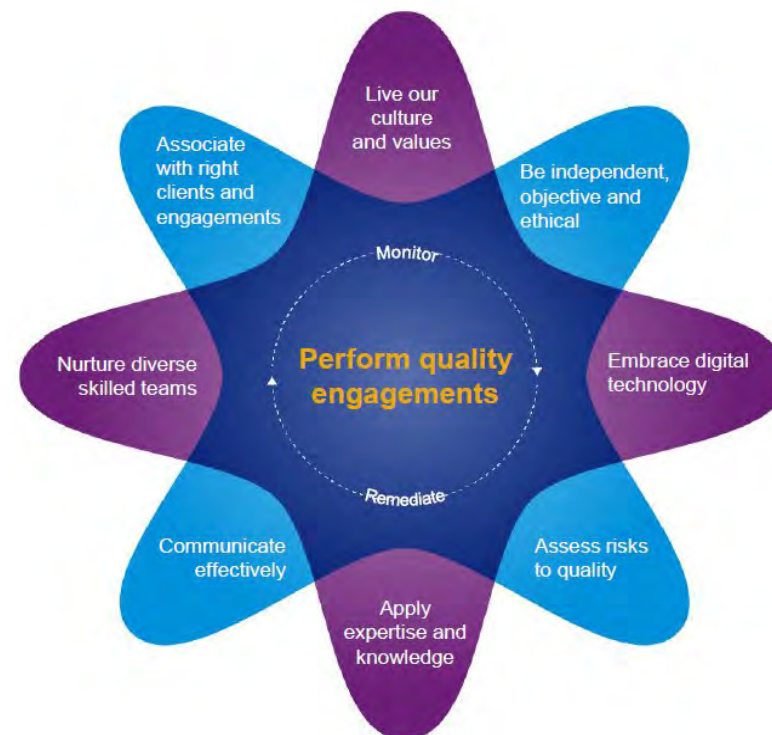 Live our
culture
and values
Be independent,
objective and
ethical
Embrace digital
technology
Assess risks
to quality
Apply
expertise and
knowledge
Communicate
effectively
Nurture diverse
skilled teams
Associate
with right
clients and
engagements
Monitor
Perform quality
engagements
Remediate